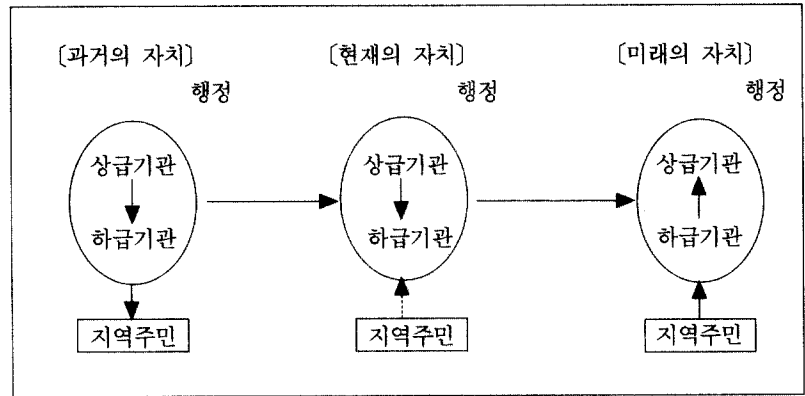 〔과거의 자치〕 〔현재의 자치〕 〔미래의 자치〕
행정 행정 행정
상급기관 상급기관 상급기관
하급기관 하급기관 하급기관
지역주민 지역주민 지역주민